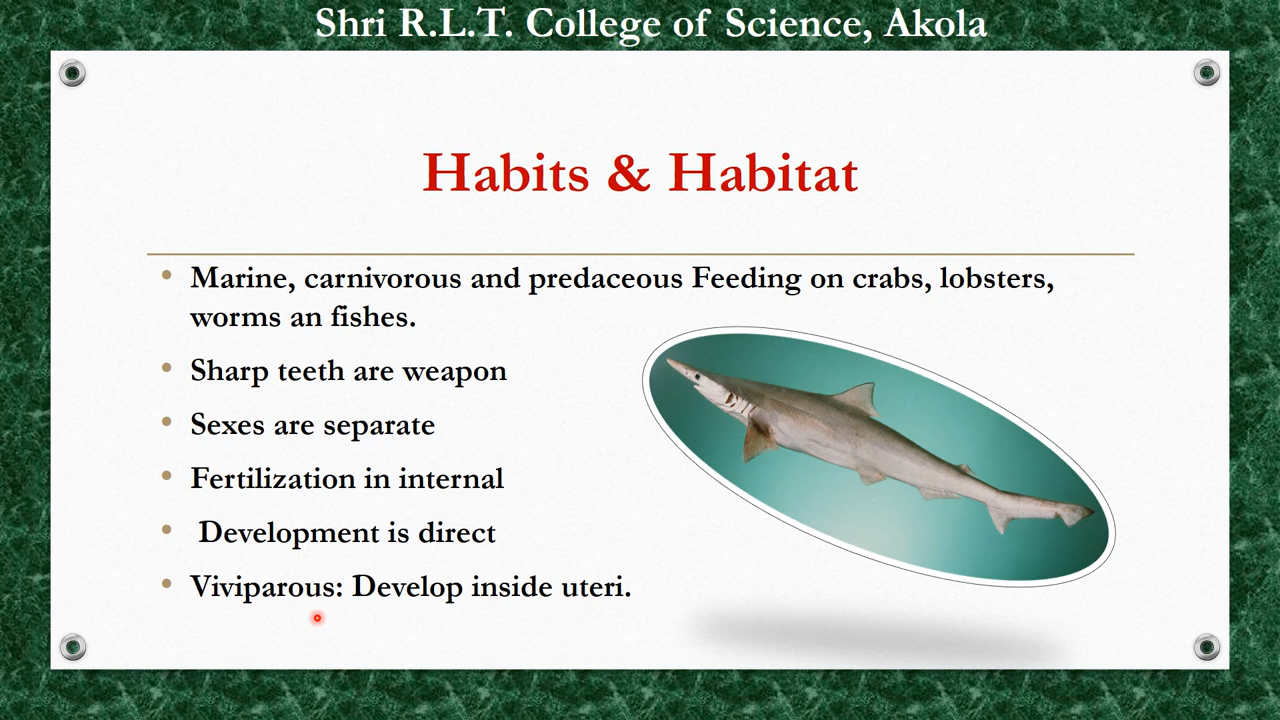 Shri R.L.T. College of Science, Akola
Habits & Habitat
• Marine, carnivorous and predaceous Feeding on crabs, lobsters,
worms an fishes.
• Sharp teeth are weapon
• Sexes are separate
• Fertilization in internal
• Development is direct
• Viviparous: Develop inside uteri.